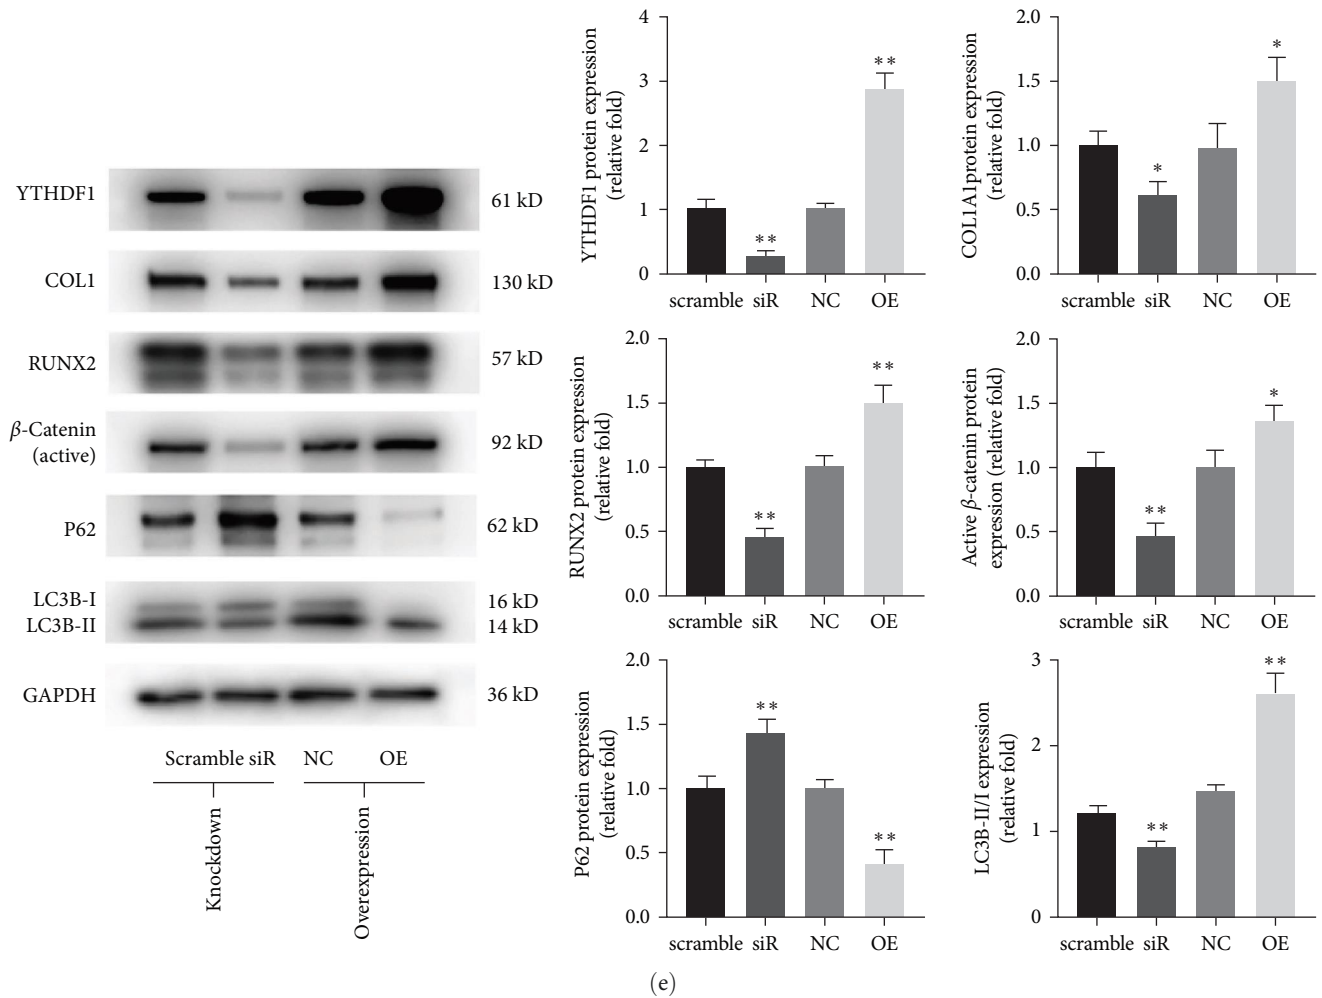 YTHDF1
61 kD
COL1
130 kD
RUNX2
57 kD
β-Catenin
(active)
92 kD
P62
62 kD
LC3B-I
16 kD
LC3B-II
14 kD
GAPDH
36 kD
Scramble siR NC OE
Knockdown
Overexpression
YTHDF1 protein expression
(relative fold)
4
3
2
1
0
**
**
scramble siR NC OE
COL1A1 protein expression
(relative fold)
2.0
1.5
1.0
0.5
0.0
*
*
scramble siR NC OE
RUNX2 protein expression
(relative fold)
2.0
1.5
1.0
0.5
0.0
**
**
scramble siR NC OE
Active β-catenin protein
expression (relative fold)
2.0
1.5
1.0
0.5
0.0
**
*
scramble siR NC OE
P62 protein expression
(relative fold)
2.0
1.5
1.0
0.5
0.0
**
**
scramble siR NC OE
LC3B-II/I expression
(relative fold)
3
2
1
0
**
**
scramble siR NC OE
(e)